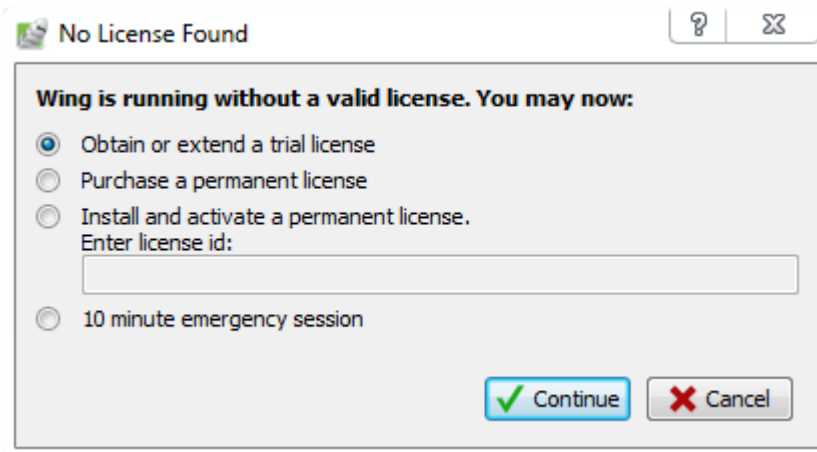 No License Found
Wing is running without a valid license. You may now:
Obtain or extend a trial license
Purchase a permanent license
Install and activate a permanent license.
Enter license id:
10 minute emergency session
Continue
Cancel